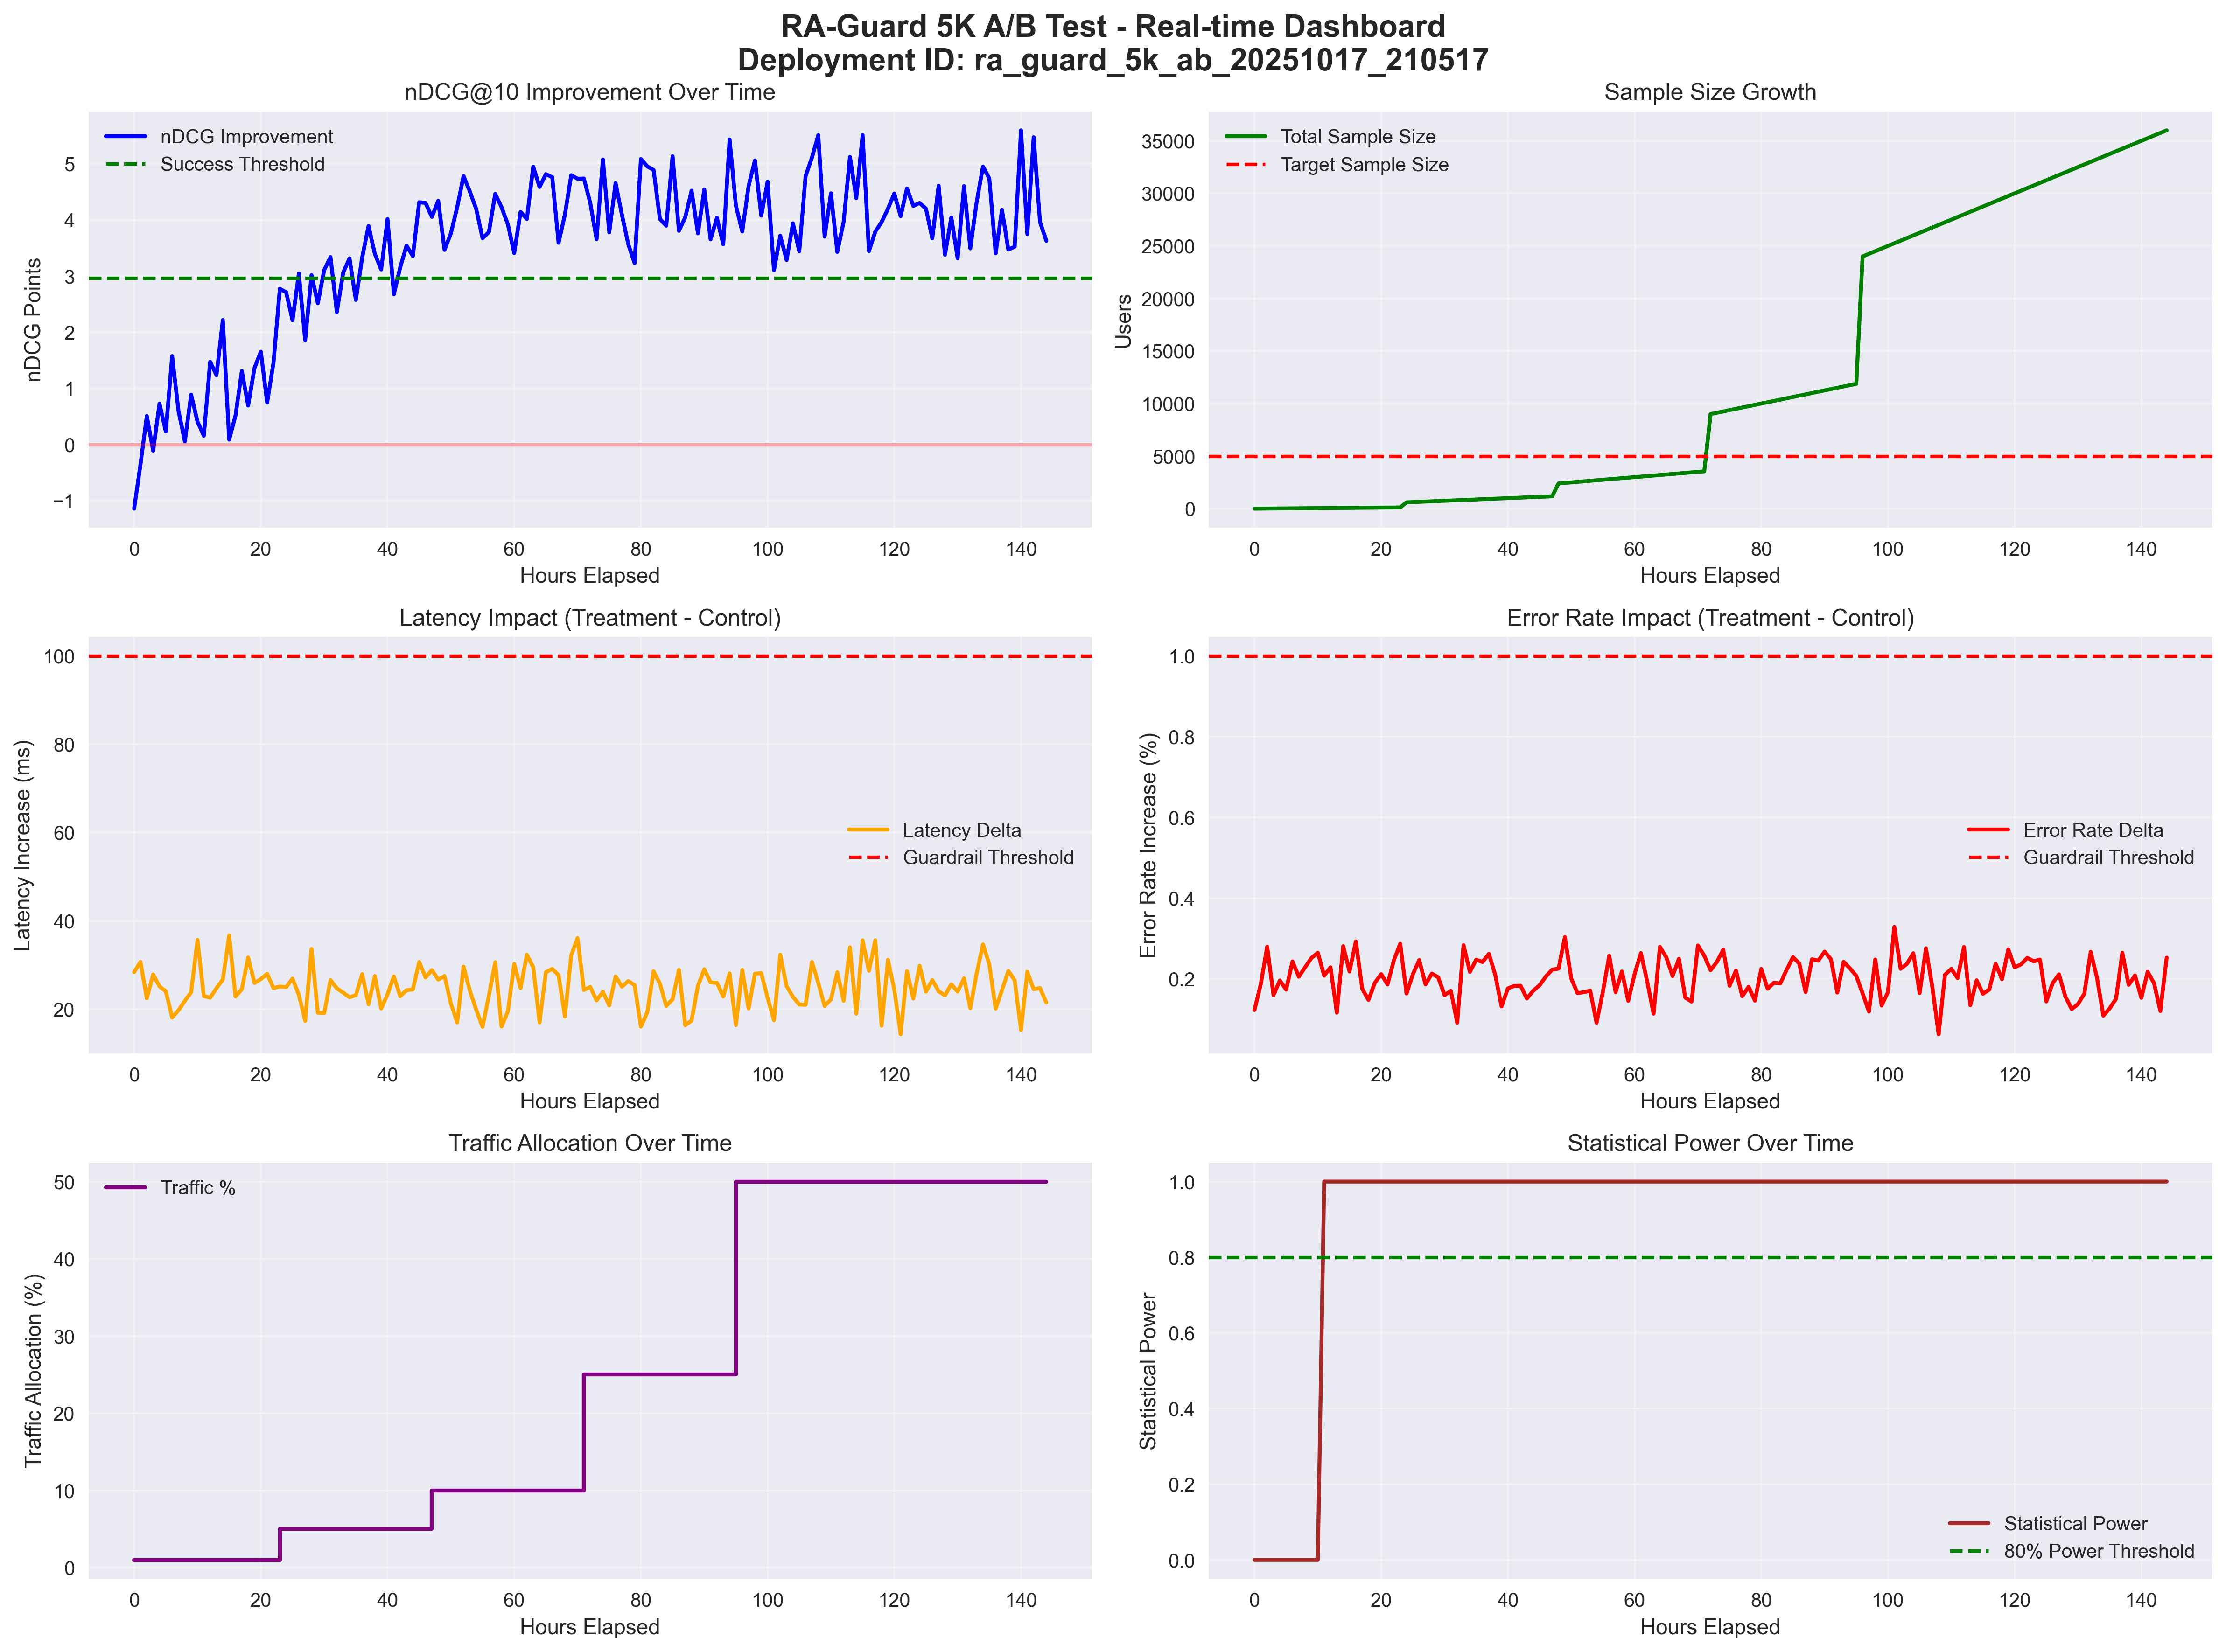 RA-Guard 5K A/B Test - Real-time Dashboard
Deployment ID: ra_guard_5k_ab_20251017_210517
nDCG@10 Improvement Over Time
nDCG Improvement
Success Threshold
nDCG Points
5
4
3
2
1
0
−1
0 20 40 60 80 100 120 140
Hours Elapsed
Sample Size Growth
Total Sample Size
Target Sample Size
Users
35000
30000
25000
20000
15000
10000
5000
0
0 20 40 60 80 100 120 140
Hours Elapsed
Latency Impact (Treatment - Control)
Latency Delta
Guardrail Threshold
Latency Increase (ms)
100
80
60
40
20
0 20 40 60 80 100 120 140
Hours Elapsed
Error Rate Impact (Treatment - Control)
Error Rate Delta
Guardrail Threshold
Error Rate Increase (%)
1.0
0.8
0.6
0.4
0.2
0 20 40 60 80 100 120 140
Hours Elapsed
Traffic Allocation Over Time
Traffic %
Traffic Allocation (%)
50
40
30
20
10
0
0 20 40 60 80 100 120 140
Hours Elapsed
Statistical Power Over Time
Statistical Power
80% Power Threshold
Statistical Power
1.0
0.8
0.6
0.4
0.2
0.0
0 20 40 60 80 100 120 140
Hours Elapsed